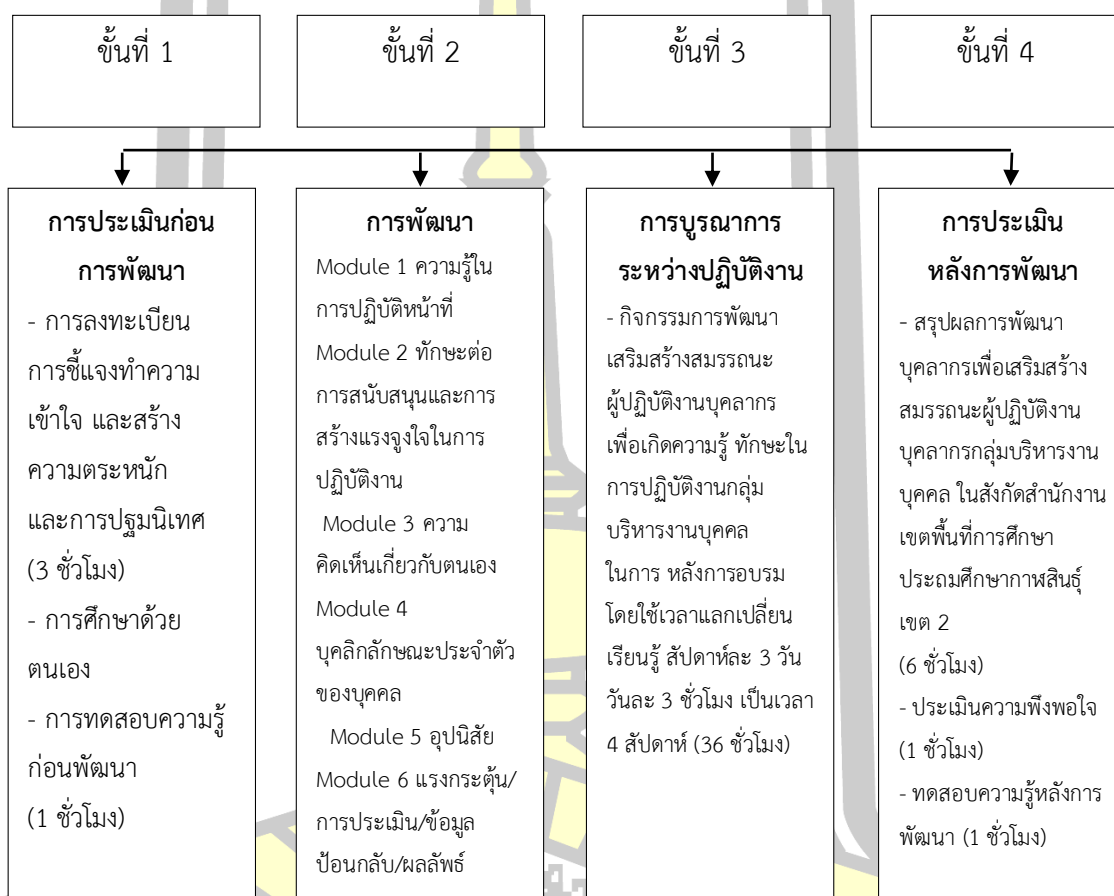 ขั้นที่ 1
ขั้นที่ 2
ขั้นที่ 3
ขั้นที่ 4
การประเมินก่อน
การพัฒนา
- การลงทะเบียน
การชี้แจงทำความ
เข้าใจ และสร้าง
ความตระหนัก
และการปฐมนิเทศ
(3 ชั่วโมง)
- การศึกษาด้วย
ตนเอง
- การทดสอบความรู้
ก่อนพัฒนา
(1 ชั่วโมง)
การพัฒนา
Module 1 ความรู้ใน
การปฏิบัติหน้าที่
Module 2 ทักษะต่อ
การสนับสนุนและการ
สร้างแรงจูงใจในการ
ปฏิบัติงาน
Module 3 ความ
คิดเห็นเกี่ยวกับตนเอง
Module 4
บุคลิกลักษณะประจำตัว
ของบุคคล
Module 5 อุปนิสัย
Module 6 แรงกระตุ้น/
การประเมิน/ข้อมูล
ป้อนกลับ/ผลลัพธ์
การบูรณาการ
ระหว่างปฏิบัติงาน
- กิจกรรมการพัฒนา
เสริมสร้างสมรรถนะ
ผู้ปฏิบัติงานบุคลากร
เพื่อเกิดความรู้ ทักษะใน
การปฏิบัติงานกลุ่ม
บริหารงานบุคคล
ในการ หลังการอบรม
โดยใช้เวลาแลกเปลี่ยน
เรียนรู้ สัปดาห์ละ 3 วัน
วันละ 3 ชั่วโมง เป็นเวลา
4 สัปดาห์ (36 ชั่วโมง)
การประเมิน
หลังการพัฒนา
- สรุปผลการพัฒนา
บุคลากรเพื่อเสริมสร้าง
สมรรถนะผู้ปฏิบัติงาน
บุคลากรกลุ่มบริหารงาน
บุคคล ในสังกัดสำนักงาน
เขตพื้นที่การศึกษา
ประถมศึกษากาฬสินธุ์
เขต 2
(6 ชั่วโมง)
- ประเมินความพึงพอใจ
(1 ชั่วโมง)
- ทดสอบความรู้หลังการ
พัฒนา (1 ชั่วโมง)